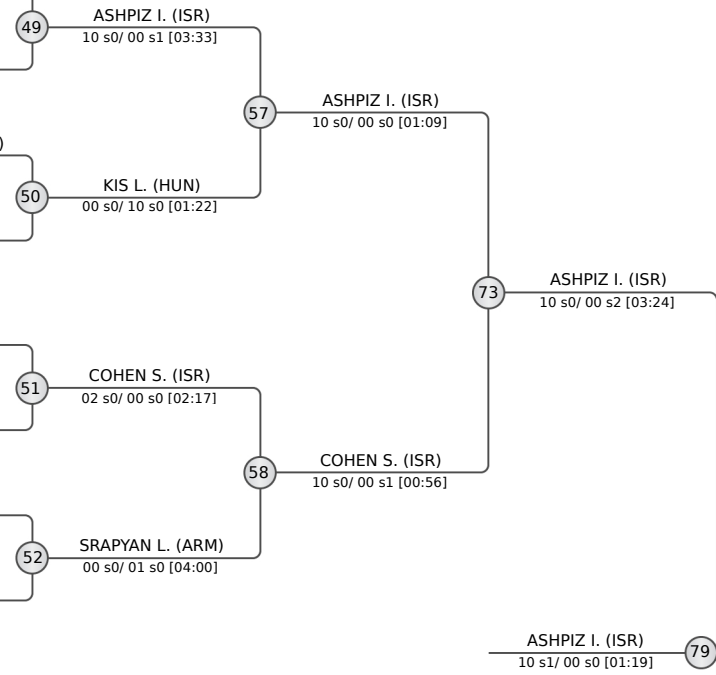 ASHPIZ I. (ISR)
49
10 s0/ 00 s1 [03:33]
ASHPIZ I. (ISR)
57
10 s0/ 00 s0 [01:09]
)
KIS L. (HUN)
50
00 s0/ 10 s0 [01:22]
ASHPIZ I. (ISR)
73
10 s0/ 00 s2 [03:24]
COHEN S. (ISR)
51
02 s0/ 00 s0 [02:17]
COHEN S. (ISR)
58
10 s0/ 00 s1 [00:56]
SRAPYAN L. (ARM)
52
00 s0/ 01 s0 [04:00]
ASHPIZ I. (ISR)
79
10 s1/ 00 s0 [01:19]